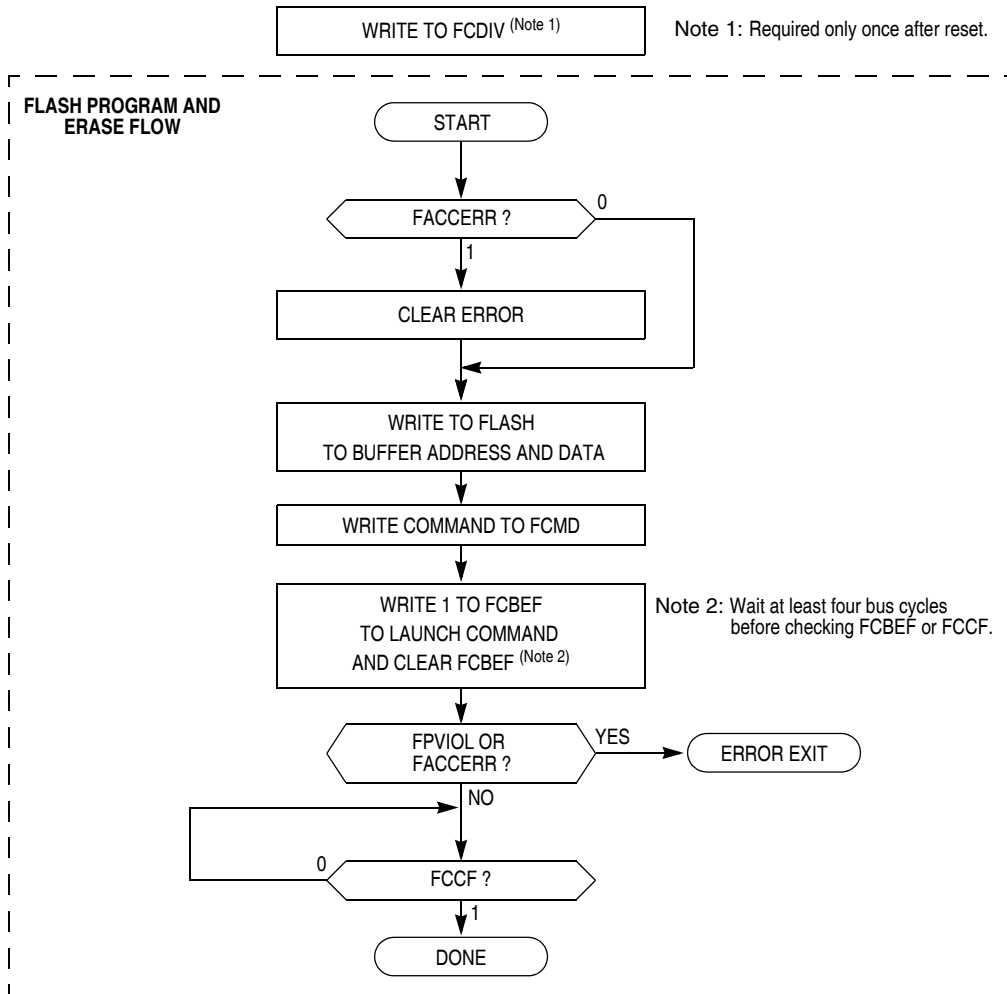 WRITE TO FCDIV (Note 1)
Note 1: Required only once after reset.
FLASH PROGRAM AND
ERASE FLOW
START
FACCERR ?
0
1
CLEAR ERROR
WRITE TO FLASH
TO BUFFER ADDRESS AND DATA
WRITE COMMAND TO FCMD
WRITE 1 TO FCBEF
TO LAUNCH COMMAND
AND CLEAR FCBEF (Note 2)
Note 2: Wait at least four bus cycles
before checking FCBEF or FCCF.
FPVIOL OR
FACCERR ?
YES
ERROR EXIT
NO
0
FCCF ?
1
DONE